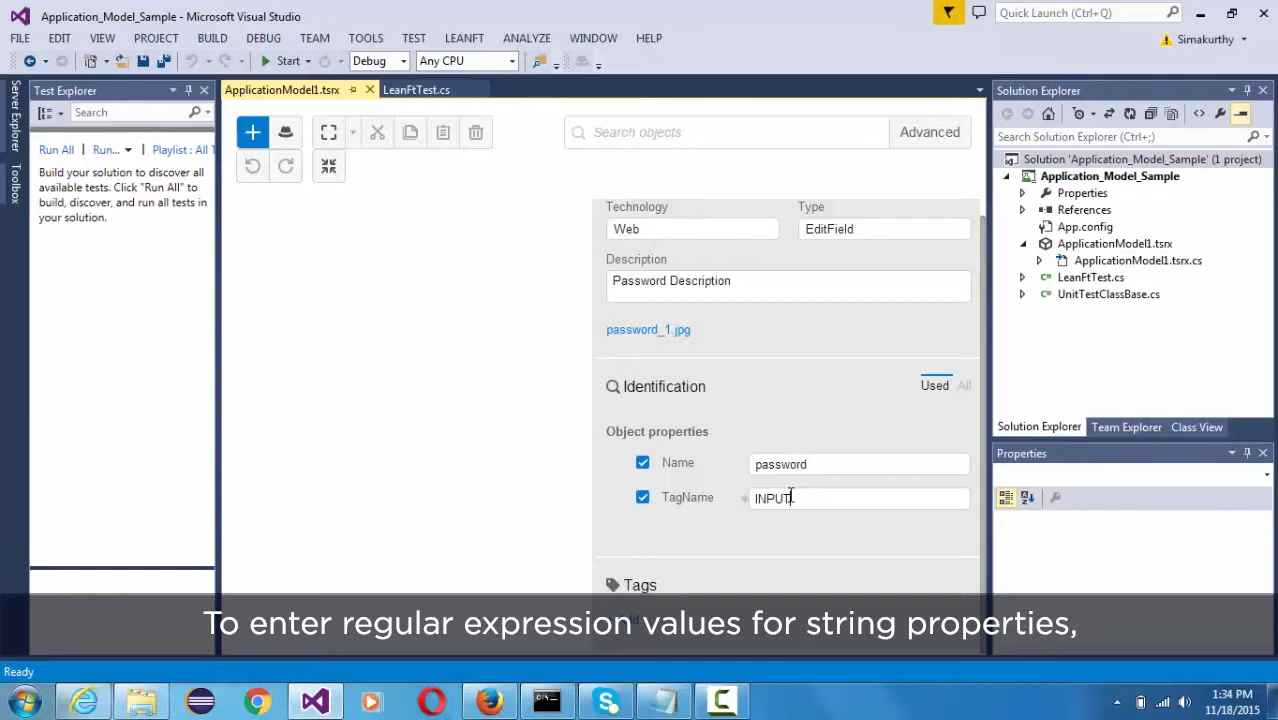 Application_Model_Sample - Microsoft Visual Studio
Quick Launch (Ctrl+Q)
FILE EDIT VIEW PROJECT BUILD DEBUG TEAM TOOLS TEST LEANFT ANALYZE WINDOW HELP
Simakurthy
Start Debug Any CPU
Server Explorer
Toolbox
Test Explorer
Search
Run All Run... Playlist : All T
Build your solution to discover all
available tests. Click "Run All" to
build, discover, and run all tests in
your solution.
ApplicationModel1.tsrx LeanFtTest.cs
Search objects Advanced
Technology Type
Web EditField
Description
Password Description
password_1.jpg
Identification Used All
Object properties
Name password
TagName * INPUT
Tags
To enter regular expression values for string properties,
Solution Explorer
Search Solution Explorer (Ctrl+;)
Solution 'Application_Model_Sample' (1 project)
Application_Model_Sample
Properties
References
App.config
ApplicationModel1.tsrx
ApplicationModel1.tsrx.cs
LeanFtTest.cs
UnitTestClassBase.cs
Solution Explorer Team Explorer Class View
Properties
Ready
1:34 PM
11/18/2015